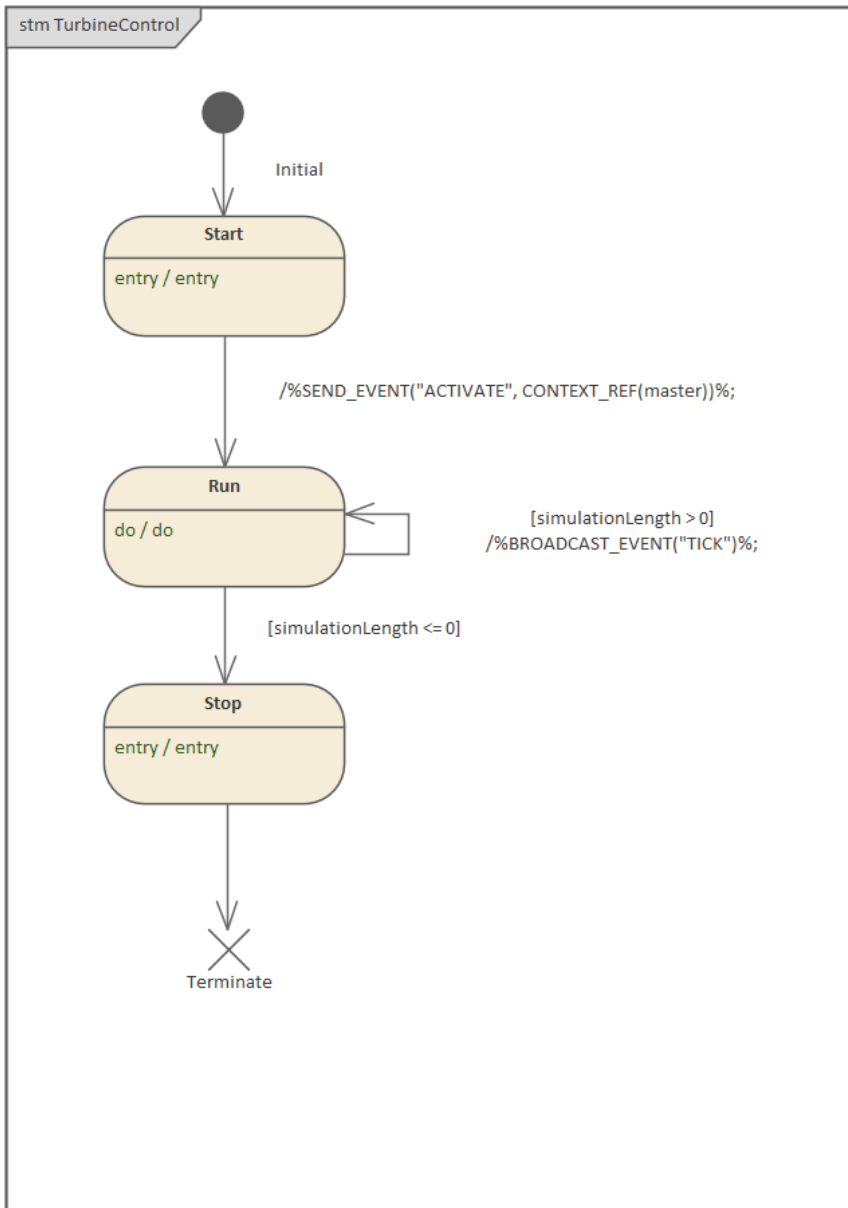 stm TurbineControl
Initial
Start
entry / entry
/%SEND_EVENT("ACTIVATE", CONTEXT_REF(master))%;
Run
do / do
[simulationLength > 0]
/%BROADCAST_EVENT("TICK")%;
[simulationLength <= 0]
Stop
entry / entry
Terminate